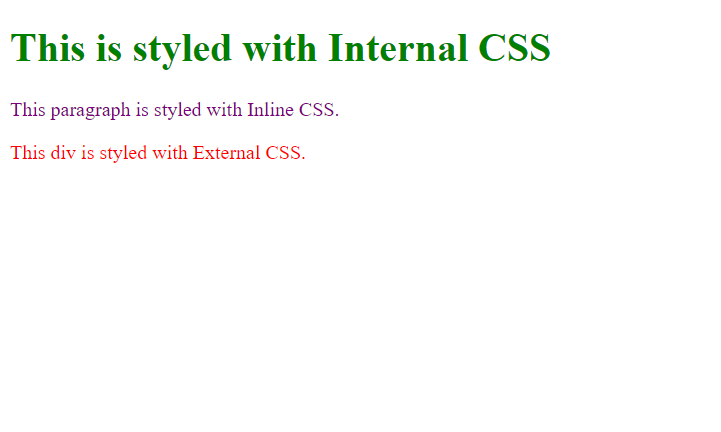 This is styled with Internal CSS
This paragraph is styled with Inline CSS.
This div is styled with External CSS.